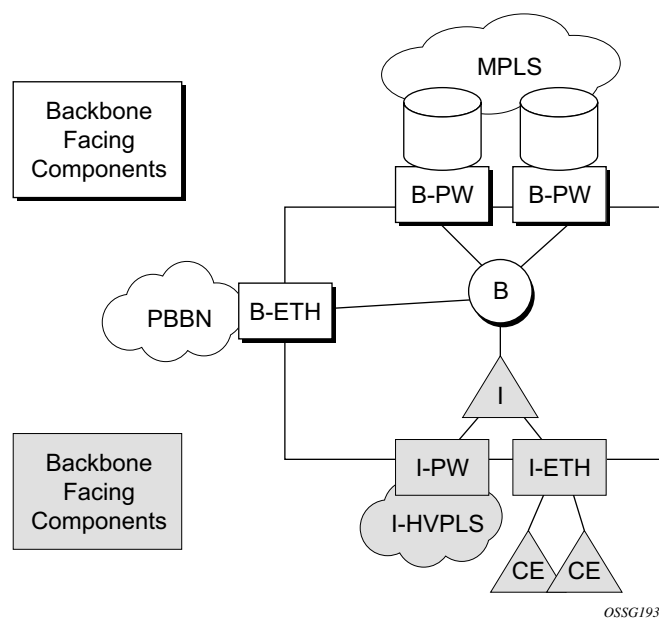 MPLS
Backbone
Facing
Components
B-PW
B-PW
B
PBBN
B-ETH
I
Backbone
Facing
Components
I-PW
I-ETH
I-HVPLS
CE
CE
OSSG193